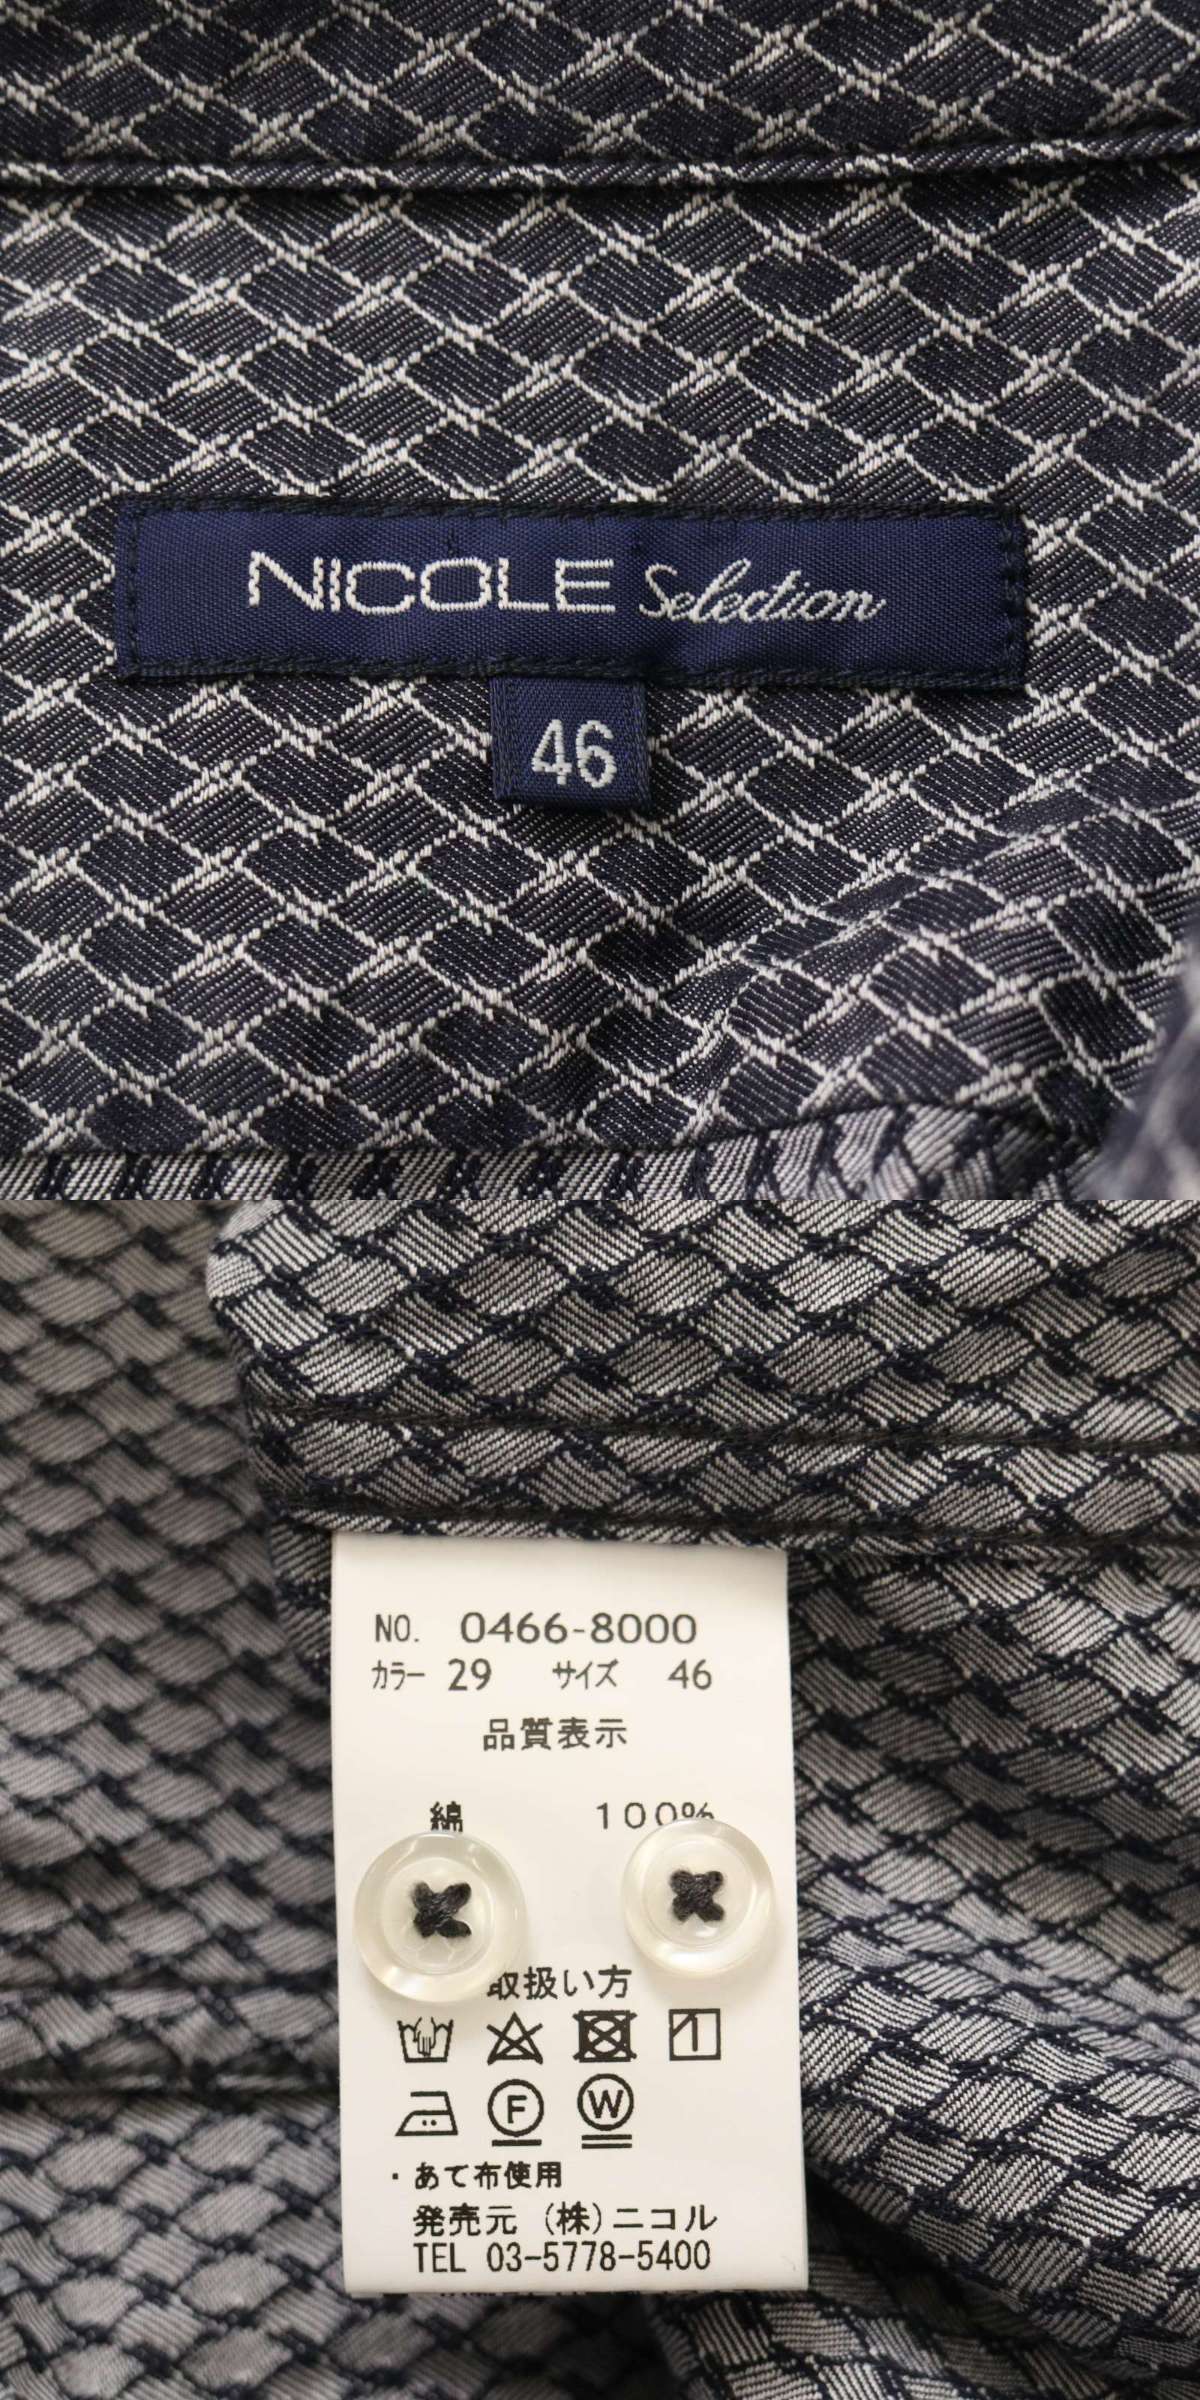 NICOLE Selection
46
NO. 0466-8000
カラー 29 サイズ 46
品質表示
綿 100%
取扱い方
F W
・あて布使用
発売元 (株)ニコル
TEL 03-5778-5400